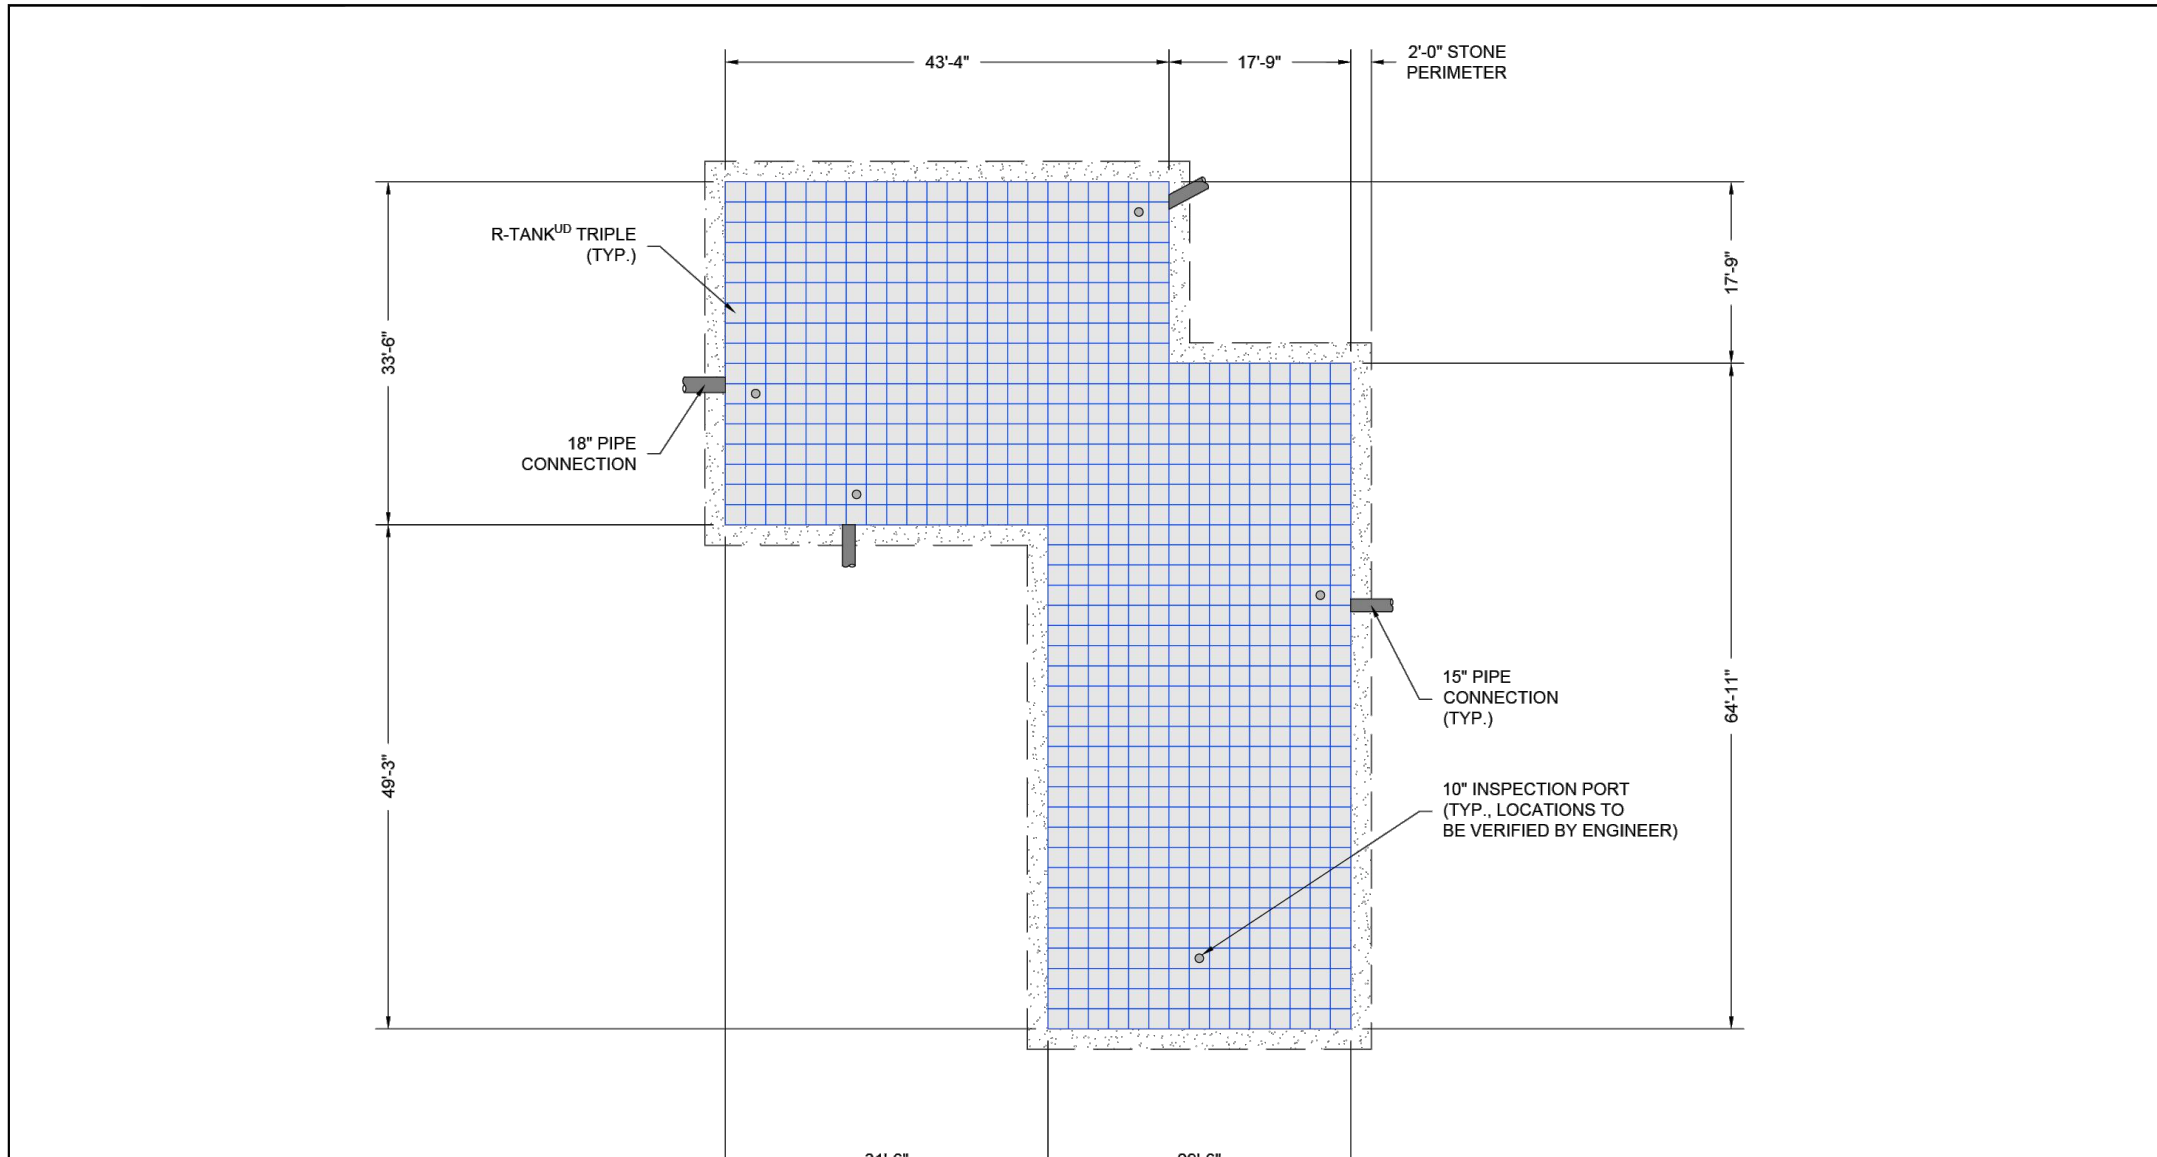 43'-4"
17'-9"
2'-0" STONE
PERIMETER
R-TANKUD TRIPLE
(TYP.)
17'-9"
33'-6"
18" PIPE
CONNECTION
15" PIPE
CONNECTION
(TYP.)
64'-11"
49'-3"
10" INSPECTION PORT
(TYP., LOCATIONS TO
BE VERIFIED BY ENGINEER)